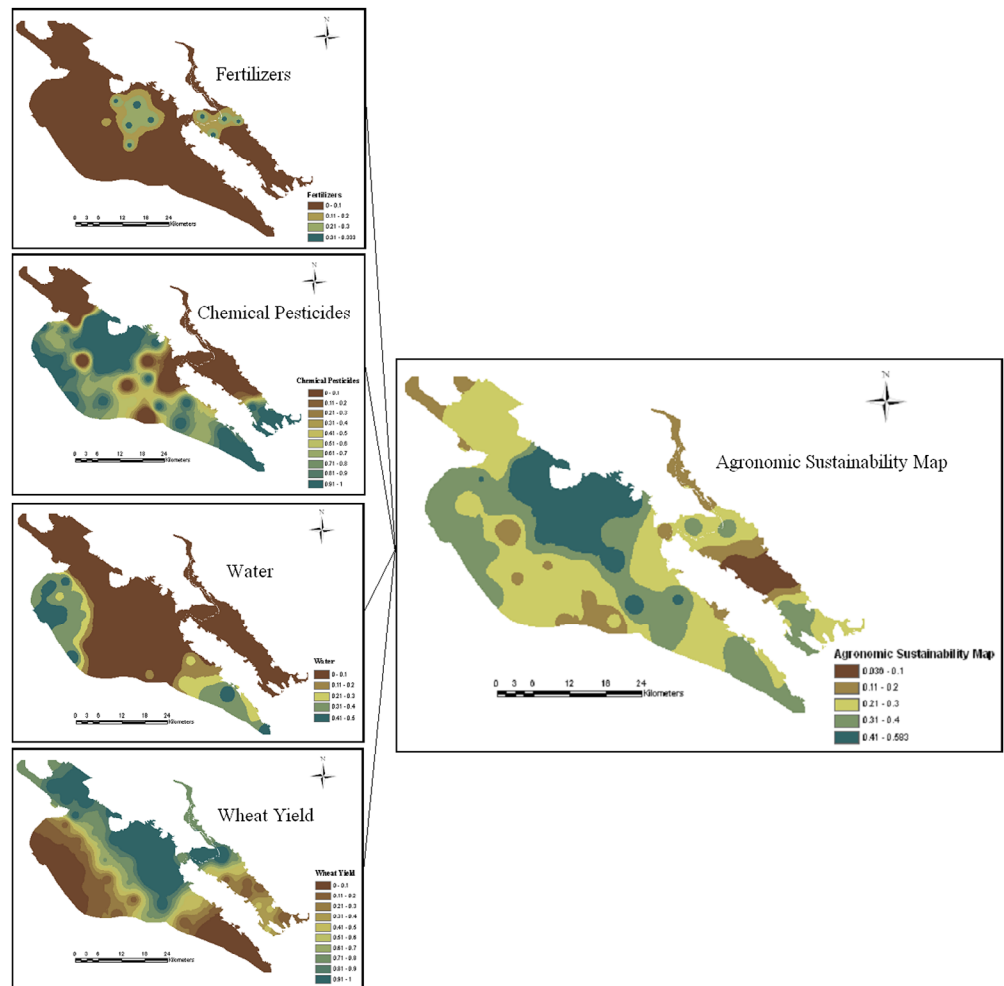 N
Fertilizers
Fertilizers
0 - 0.1
0.11 - 0.2
0.21 - 0.3
0.31 - 0.333
0 3 6 12 18 24
Kilometers
N
Chemical Pesticides
Chemical Pesticides
0 - 0.1
0.11 - 0.2
0.21 - 0.3
0.31 - 0.4
0.41 - 0.5
0.51 - 0.6
0.61 - 0.7
0.71 - 0.8
0.81 - 0.9
0.91 - 1
0 3 6 12 18 24
Kilometers
N
Water
Water
0 - 0.1
0.11 - 0.2
0.21 - 0.3
0.31 - 0.4
0.41 - 0.5
0 3 6 12 18 24
Kilometers
N
Wheat Yield
Wheat Yield
0 - 0.1
0.11 - 0.2
0.21 - 0.3
0.31 - 0.4
0.41 - 0.5
0.51 - 0.6
0.61 - 0.7
0.71 - 0.8
0.81 - 0.9
0.91 - 1
0 3 6 12 18 24
Kilometers
N
Agronomic Sustainability Map
Agronomic Sustainability Map
- 0.1
0.11 - 0.2
0.21 - 0.3
0.31 - 0.4
0.41 - 0.583
0 3 6 12 18 24
Kilometers